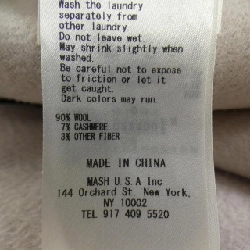 Wash the laundry
separately from
other laundry
Do not leave wet.
May shrink slightly when
washed.
Be careful not to expose
to friction or let it
get caught.
Dark colors may run.
90% WOOL
7% CASHMERE
3% OTHER FIBER
MADE IN CHINA
MASH U.S.A Inc
144 Orchard St. New York,
NY 10002
TEL 917 409 5520